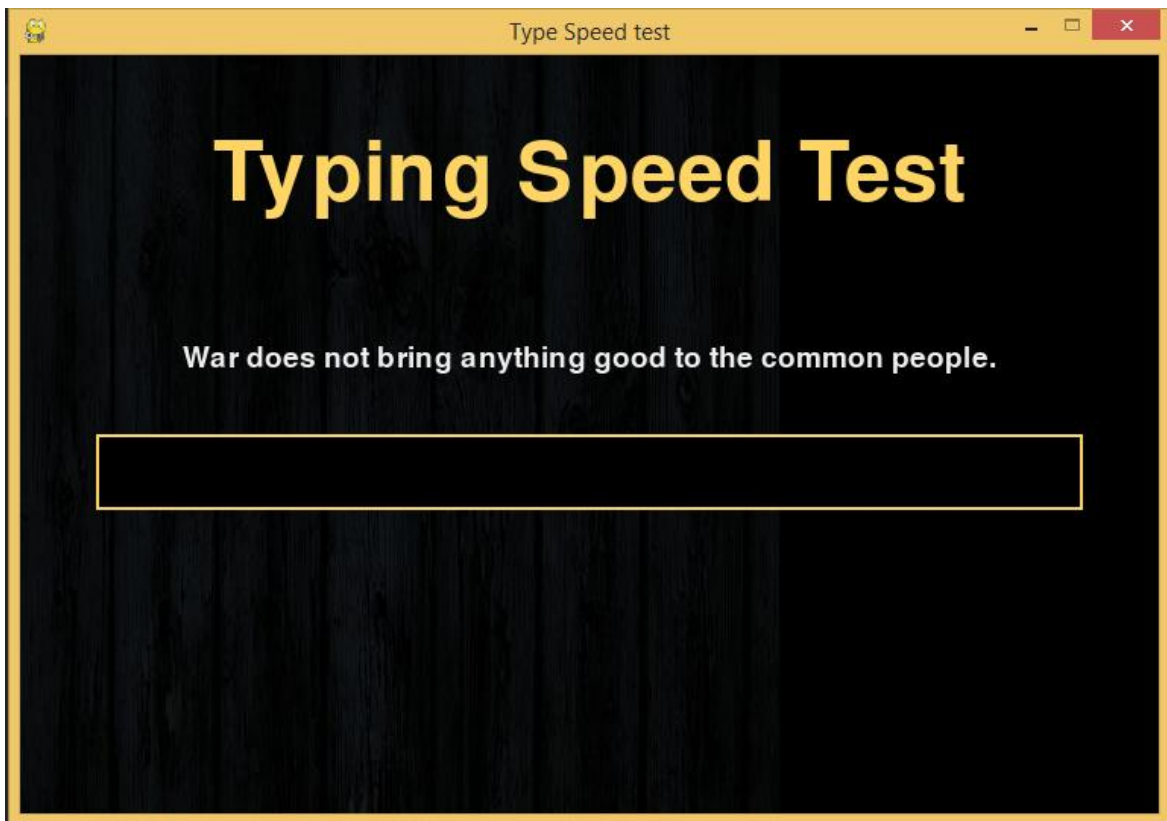 Type Speed test
Typing Speed Test
War does not bring anything good to the common people.